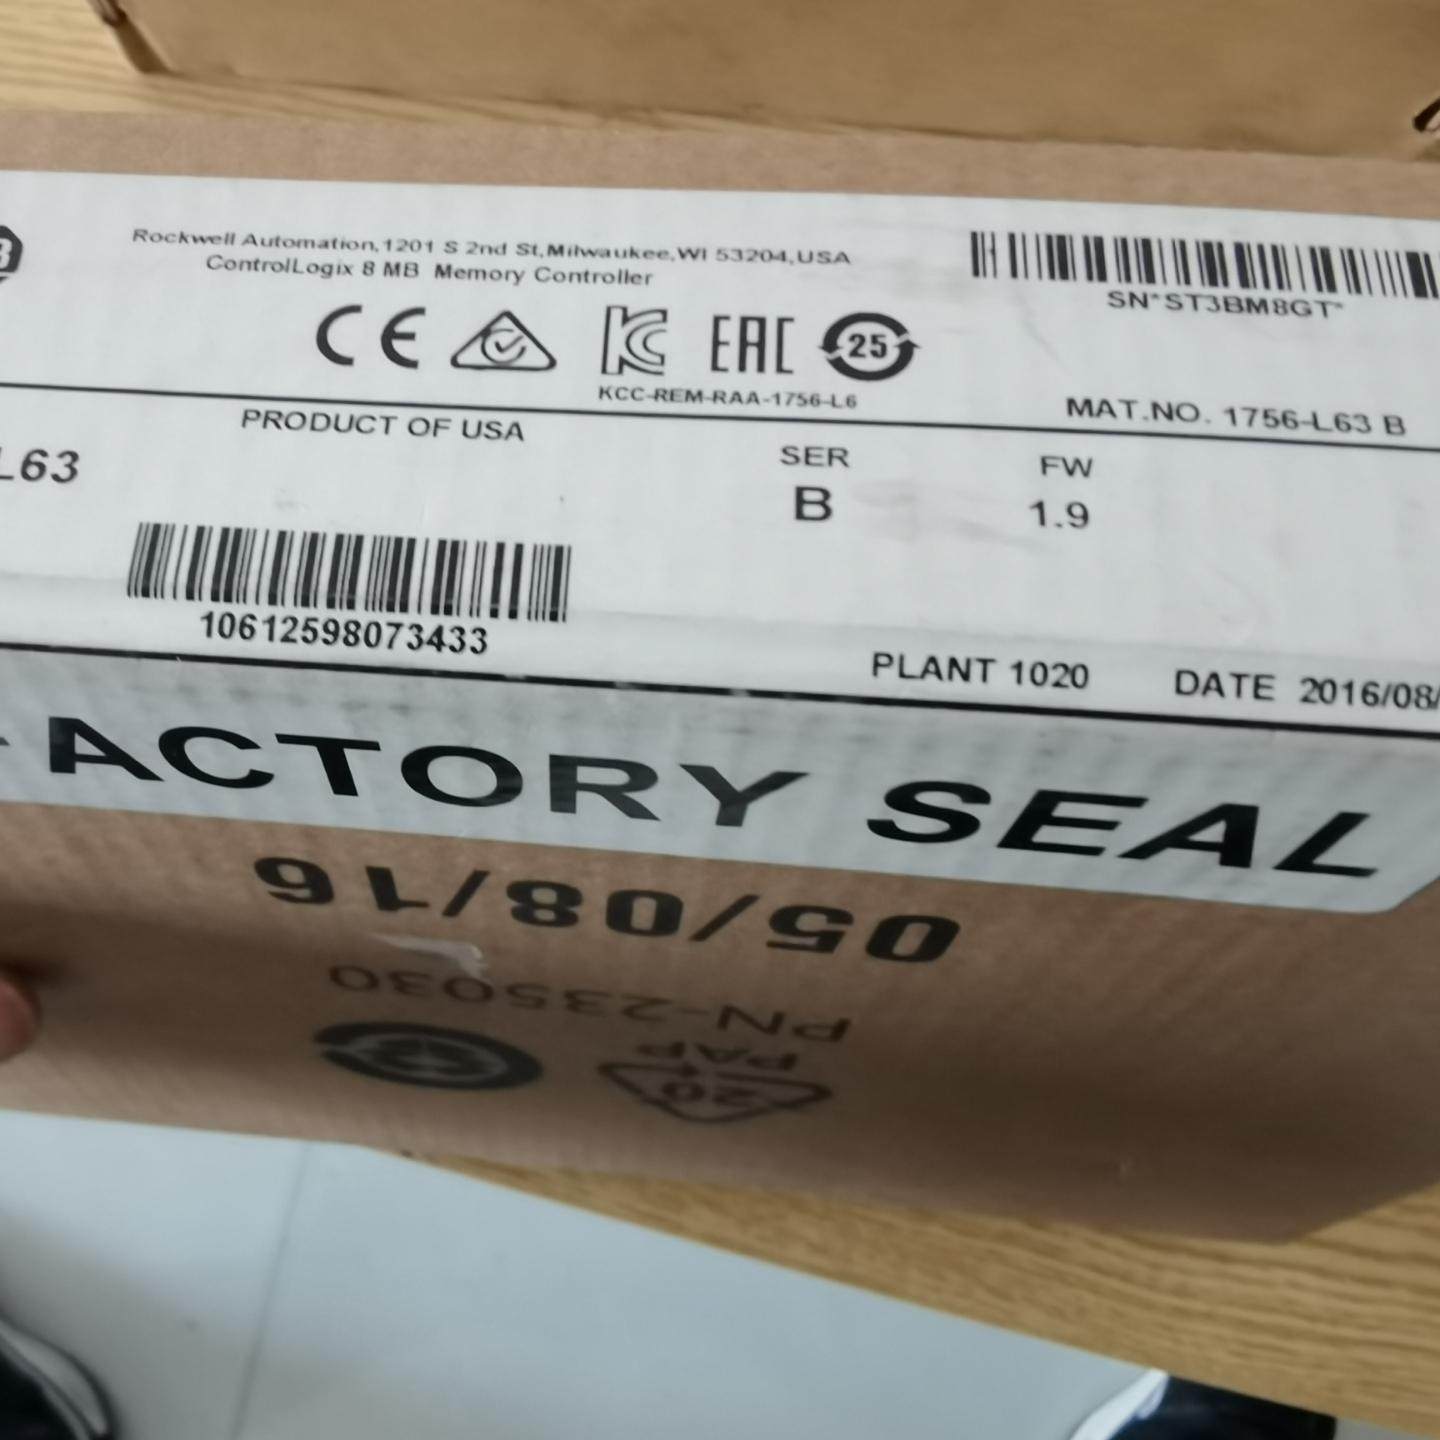 B
Rockwell Automation,1201 S 2nd St,Milwaukee,WI 53204,USA
ControlLogix 8 MB Memory Controller
SN*ST3BM8GT*
CE
EAC
25
KCC-REM-RAA-1756-L6
MAT.NO. 1756-L63 B
L63
PRODUCT OF USA
SER
B
FW
1.9
10612598073433
PLANT 1020
DATE 2016/08/
FACTORY SEAL
05/08/16
PN-235030
PAP
20